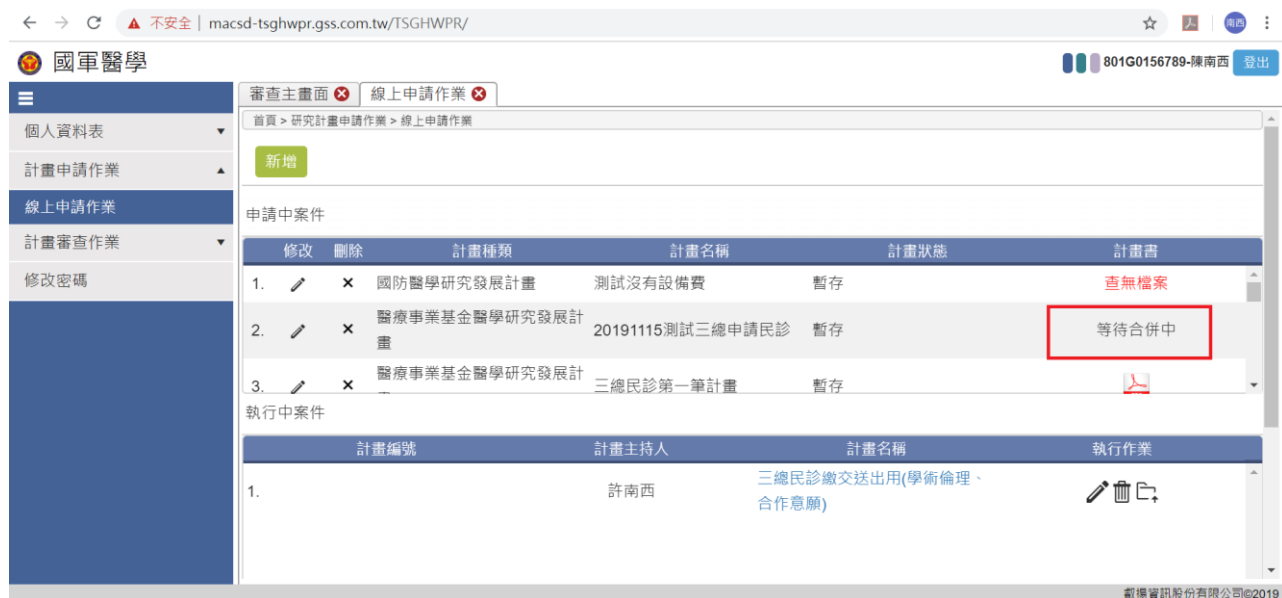 不安全 | macsd-tsghwpr.gss.com.tw/TSGHWPR/
南西
國軍醫學
801G0156789-陳南西 登出
審查主畫面 線上申請作業
首頁 > 研究計畫申請作業 > 線上申請作業
個人資料表
計畫申請作業
線上申請作業
計畫審查作業
修改密碼
新增
申請中案件
修改 刪除 計畫種類 計畫名稱 計畫狀態 計畫書
1. 國防醫學研究發展計畫 測試沒有設備費 暫存 查無檔案
2. 醫療事業基金醫學研究發展計 20191115測試三總申請民診 暫存 等待合併中
畫
3. 醫療事業基金醫學研究發展計 三總民診第一筆計畫 暫存
執行中案件
計畫編號 計畫主持人 計畫名稱 執行作業
1. 許南西 三總民診繳交送出用(學術倫理、
合作意願)
叡揚資訊股份有限公司©2019